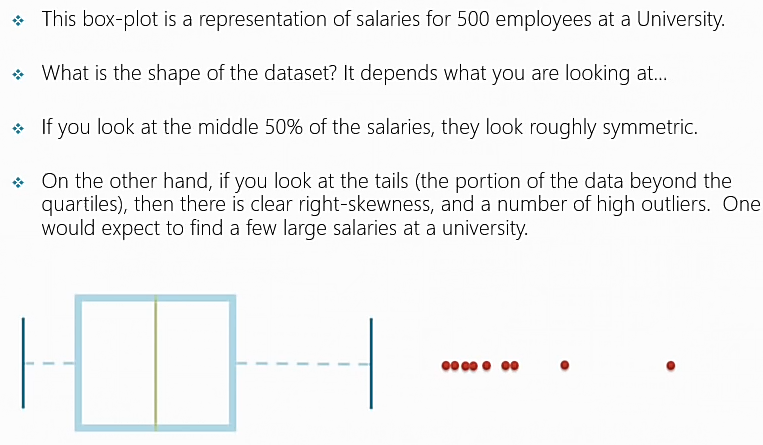 This box-plot is a representation of salaries for 500 employees at a University.
What is the shape of the dataset? It depends what you are looking at...
If you look at the middle 50% of the salaries, they look roughly symmetric.
On the other hand, if you look at the tails (the portion of the data beyond the
quartiles), then there is clear right-skewness, and a number of high outliers.  One
would expect to find a few large salaries at a university.